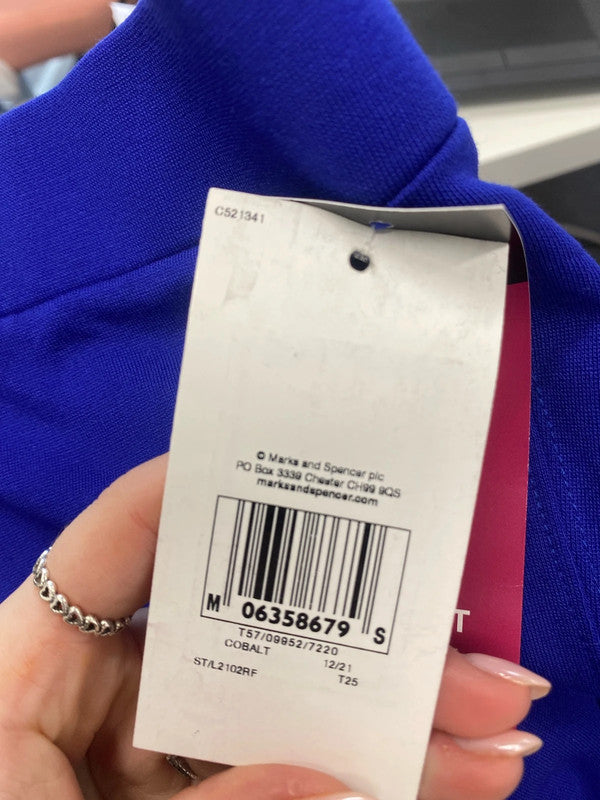 C521341
© Marks and Spencer plc
PO Box 3339 Chester CH99 9QS
marksandspencer.com
M 06358679 S
T57/09952/7220
COBALT 12/21
ST/L2102RF T25
T